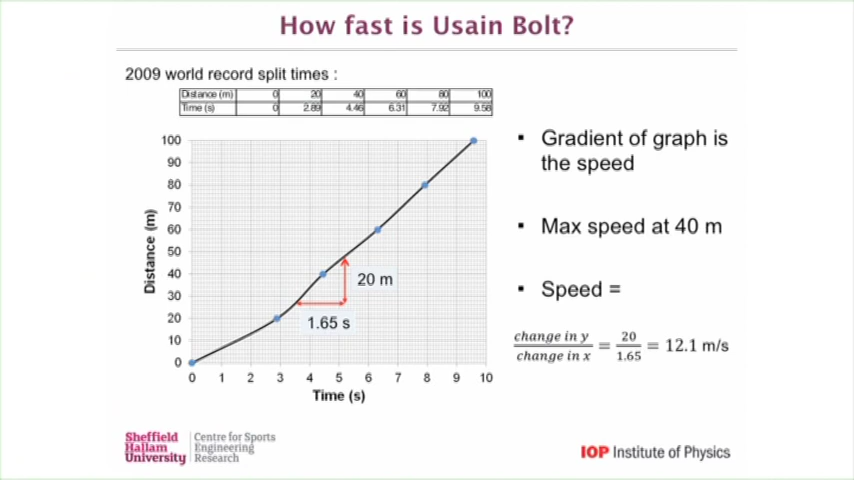 How fast is Usain Bolt?
2009 world record split times :
Distance (m) 0 20 40 60 80 100
Time (s) 0 2.89 4.46 6.31 7.92 9.58
100
90
80
70
60
50
40
30
20
10
0
Distance (m)
20 m
1.65 s
0 1 2 3 4 5 6 7 8 9 10
Time (s)
▪ Gradient of graph is
the speed
▪ Max speed at 40 m
▪ Speed =
change in y / change in x = 20 / 1.65 = 12.1 m/s
Sheffield
Hallam
University
Centre for Sports
Engineering
Research
IOP Institute of Physics